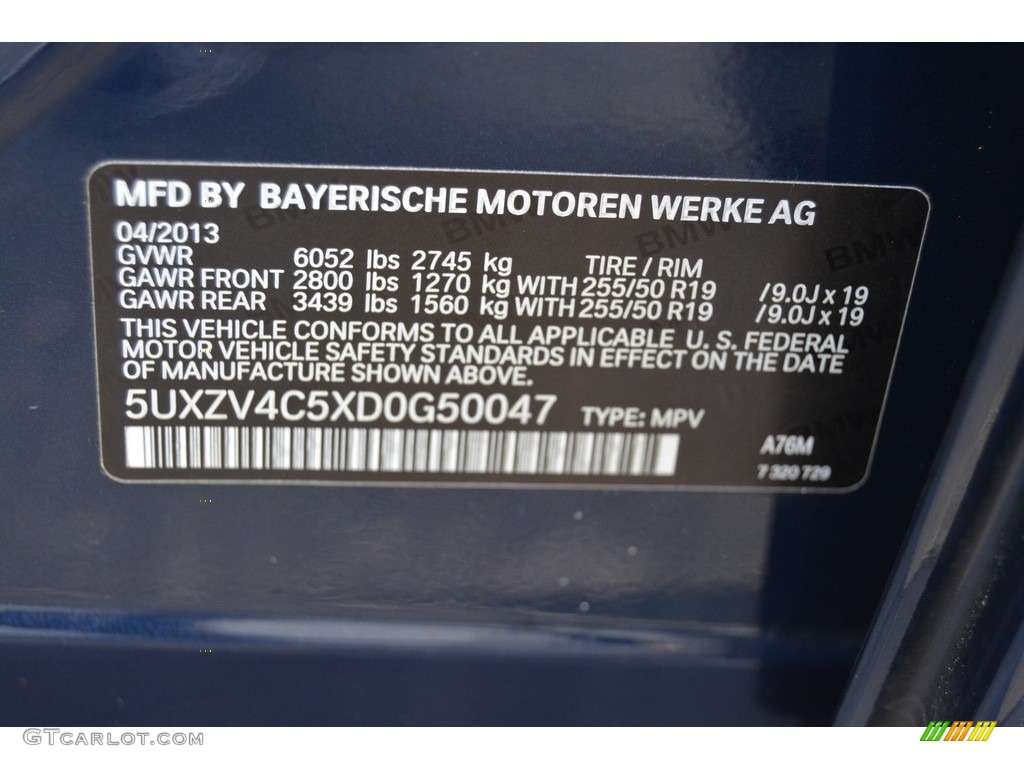 MFD BY BAYERISCHE MOTOREN WERKE AG
04/2013
GVWR 6052 lbs 2745 kg TIRE / RIM
GAWR FRONT 2800 lbs 1270 kg WITH 255/50 R19 /9.0J x 19
GAWR REAR 3439 lbs 1560 kg WITH 255/50 R19 /9.0J x 19
THIS VEHICLE CONFORMS TO ALL APPLICABLE U. S. FEDERAL
MOTOR VEHICLE SAFETY STANDARDS IN EFFECT ON THE DATE
OF MANUFACTURE SHOWN ABOVE.
5UXZV4C5XD0G50047 TYPE: MPV
A76M
7 320 729
GTCARLOT.COM